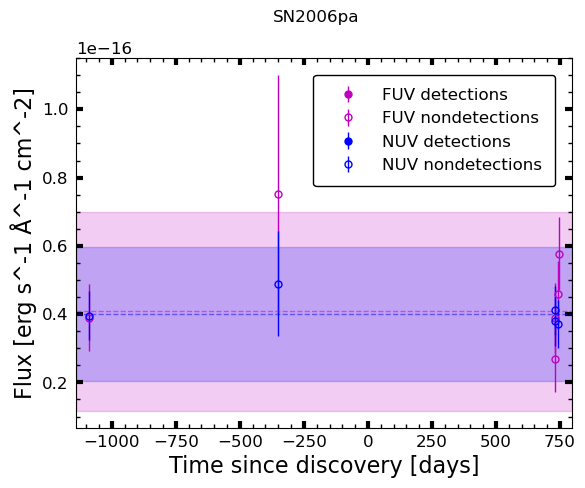 SN2006pa
1e−16
FUV detections
FUV nondetections
NUV detections
NUV nondetections
1.0
0.8
0.6
0.4
0.2
Flux [erg s^-1 Å^-1 cm^-2]
−1000 −750 −500 −250 0 250 500 750
Time since discovery [days]